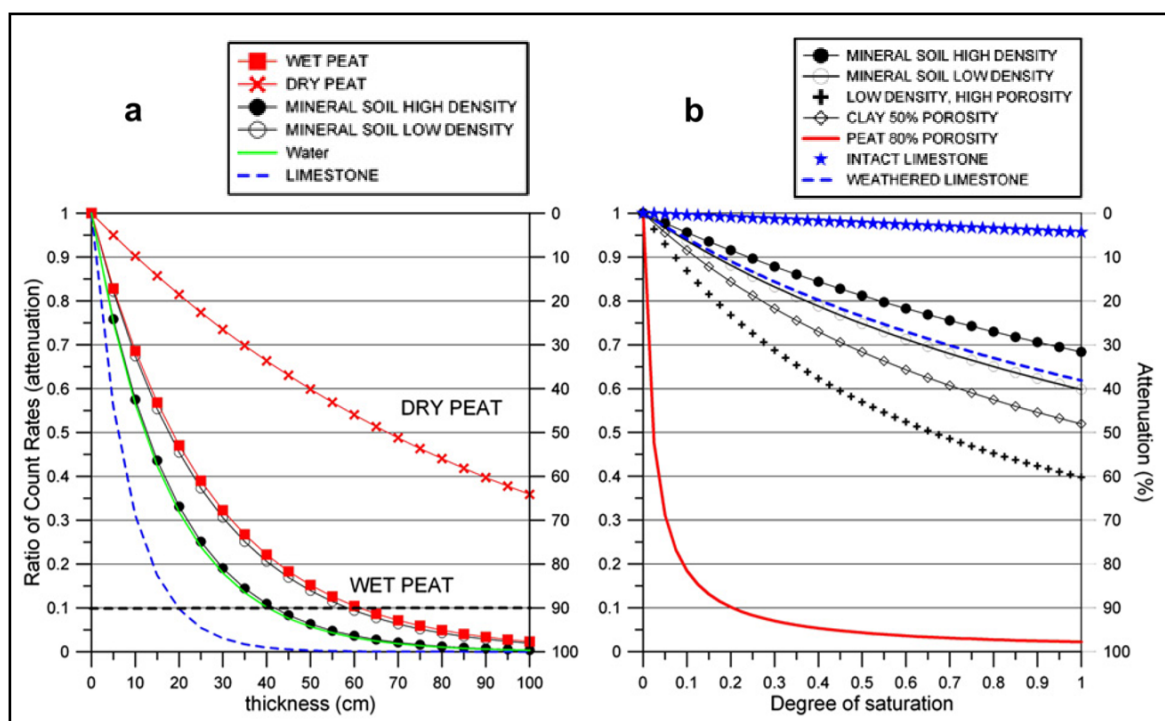 a
WET PEAT
DRY PEAT
MINERAL SOIL HIGH DENSITY
MINERAL SOIL LOW DENSITY
Water
LIMESTONE
1
0.9
0.8
0.7
0.6
0.5
0.4
0.3
0.2
0.1
0
0
10
20
30
40
50
60
70
80
90
100
DRY PEAT
WET PEAT
Ratio of Count Rates (attenuation)
0 10 20 30 40 50 60 70 80 90 100
thickness (cm)
b
MINERAL SOIL HIGH DENSITY
MINERAL SOIL LOW DENSITY
LOW DENSITY, HIGH POROSITY
CLAY 50% POROSITY
PEAT 80% POROSITY
INTACT LIMESTONE
WEATHERED LIMESTONE
1
0.9
0.8
0.7
0.6
0.5
0.4
0.3
0.2
0.1
0
0
10
20
30
40
50
60
70
80
90
100
Attenuation (%)
0 0.1 0.2 0.3 0.4 0.5 0.6 0.7 0.8 0.9 1
Degree of saturation